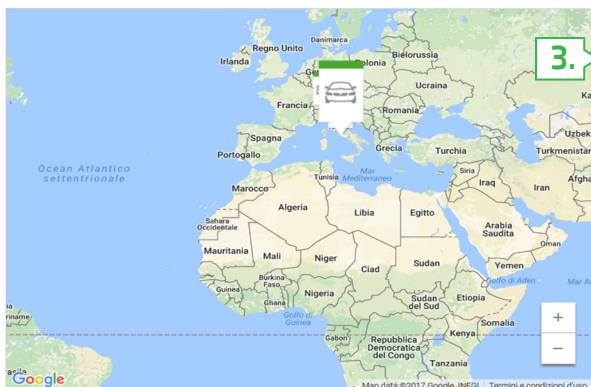 Danimarca
Regno Unito
Bielorussia
Irlanda
3.
Ucraina
Francia
Romania
Spagna
Portogallo
Grecia
Turchia
Turkmenistan
Ocean Atlantico
settentrionale
Tunisia
Mar
Mediterraneo
Siria
Iraq
Iran
Marocco
Algeria
Libia
Egitto
Sahara
Occidentale
Arabia
Saudita
Oman
Mauritania
Mali
Niger
Ciad
Sudan
Yemen
Golfo di Aden
Burkina
Faso
Guinea
Ghana
Nigeria
Sudan
del Sud
Etiopia
Golfo di
Guinea
Somalia
+
Gabon
Kenya
Repubblica
Democratica
del Congo
−
Tanzania
Google
Map data ©2017 Google, INEGI
Termini e condizioni d'uso